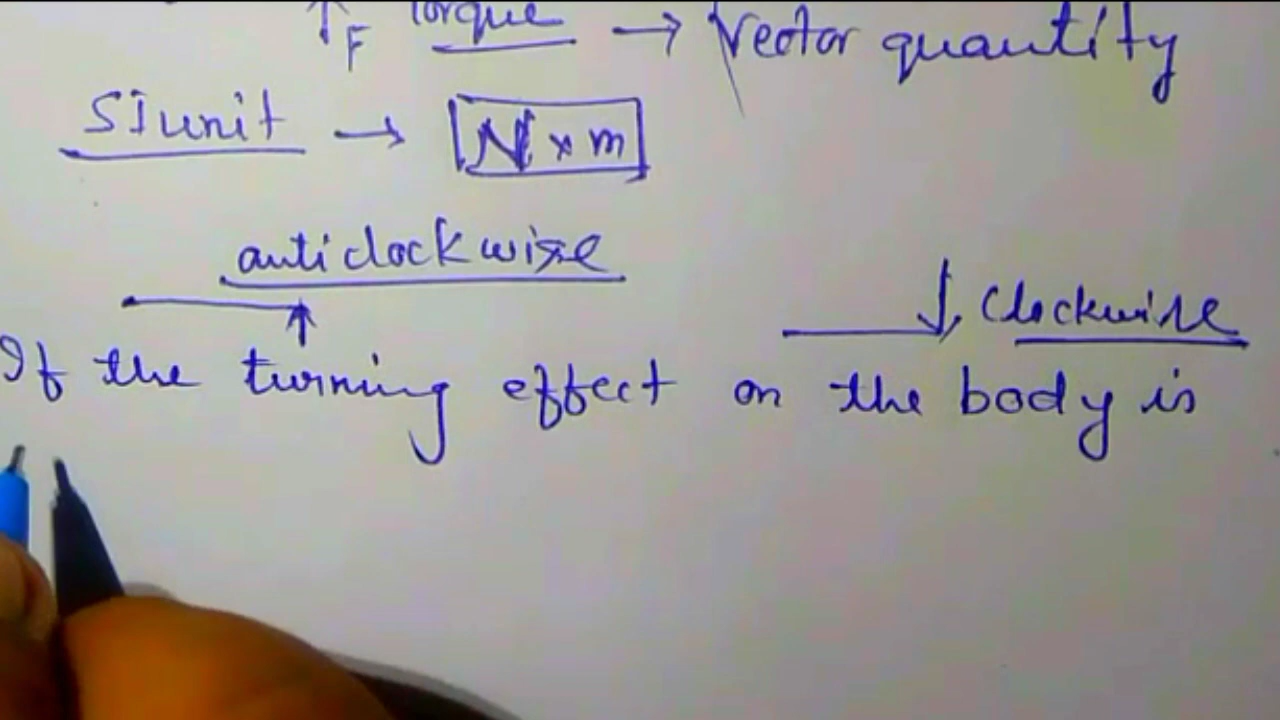 F torque → Vector quantity
SI unit → N × m
anticlockwise
Clockwise
If the turning effect on the body is